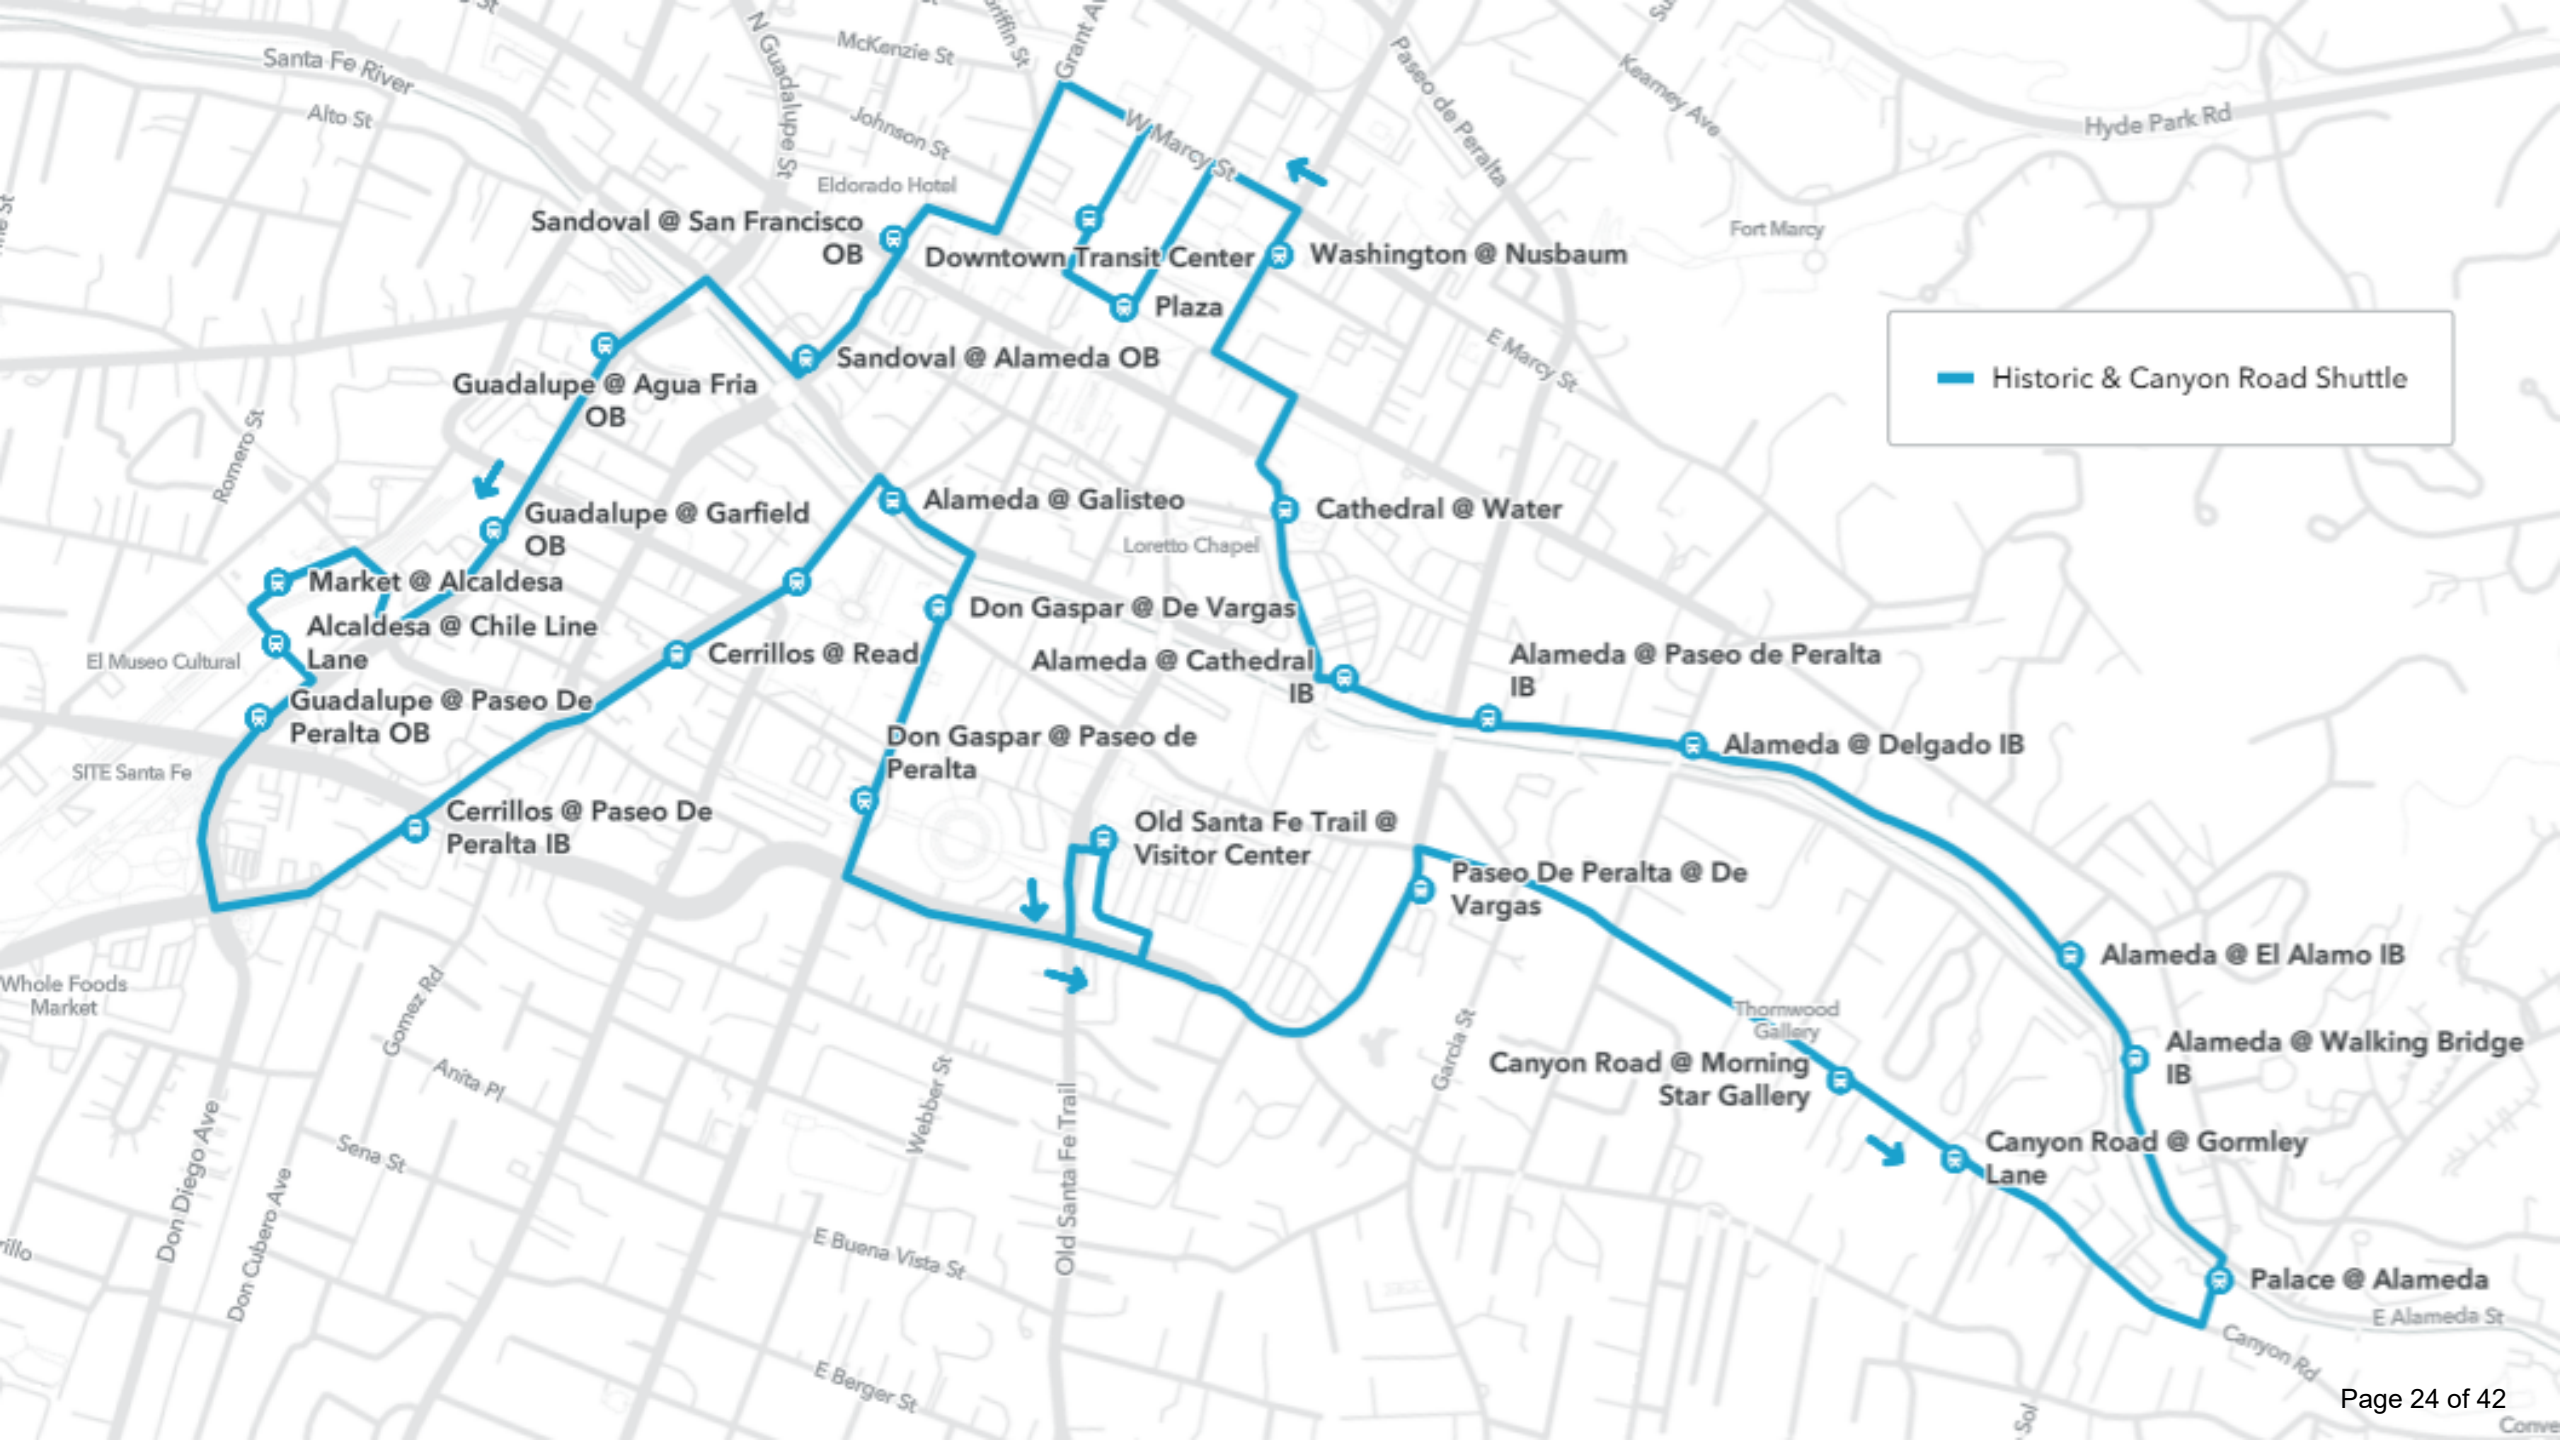 Santa Fe River
Alto St
N Guadalupe St
McKenzie St
Johnson St
Grant Av
W Marcy St
Paseo de Peralta
Kearney Ave
Hyde Park Rd
Eldorado Hotel
Fort Marcy
Sandoval @ San Francisco
OB
Downtown Transit Center
Washington @ Nusbaum
Plaza
E Marcy St
Sandoval @ Alameda OB
Historic & Canyon Road Shuttle
Guadalupe @ Agua Fria
OB
Romero St
Guadalupe @ Garfield
OB
Alameda @ Galisteo
Cathedral @ Water
Loretto Chapel
Market @ Alcaldesa
Don Gaspar @ De Vargas
Alcaldesa @ Chile Line
Lane
El Museo Cultural
Cerrillos @ Read
Alameda @ Cathedral
IB
Alameda @ Paseo de Peralta
IB
Guadalupe @ Paseo De
Peralta OB
Don Gaspar @ Paseo de
Peralta
Alameda @ Delgado IB
SITE Santa Fe
Cerrillos @ Paseo De
Peralta IB
Old Santa Fe Trail @
Visitor Center
Paseo De Peralta @ De
Vargas
Alameda @ El Alamo IB
Whole Foods
Market
Gomez Rd
Thornwood
Gallery
Garcia St
Alameda @ Walking Bridge
IB
Canyon Road @ Morning
Star Gallery
Anita Pl
Webber St
Old Santa Fe Trail
Sena St
Don Diego Ave
Don Cubero Ave
Canyon Road @ Gormley
Lane
E Buena Vista St
Palace @ Alameda
E Alameda St
Canyon Rd
E Berger St
Page 24 of 42
Sol
Conve